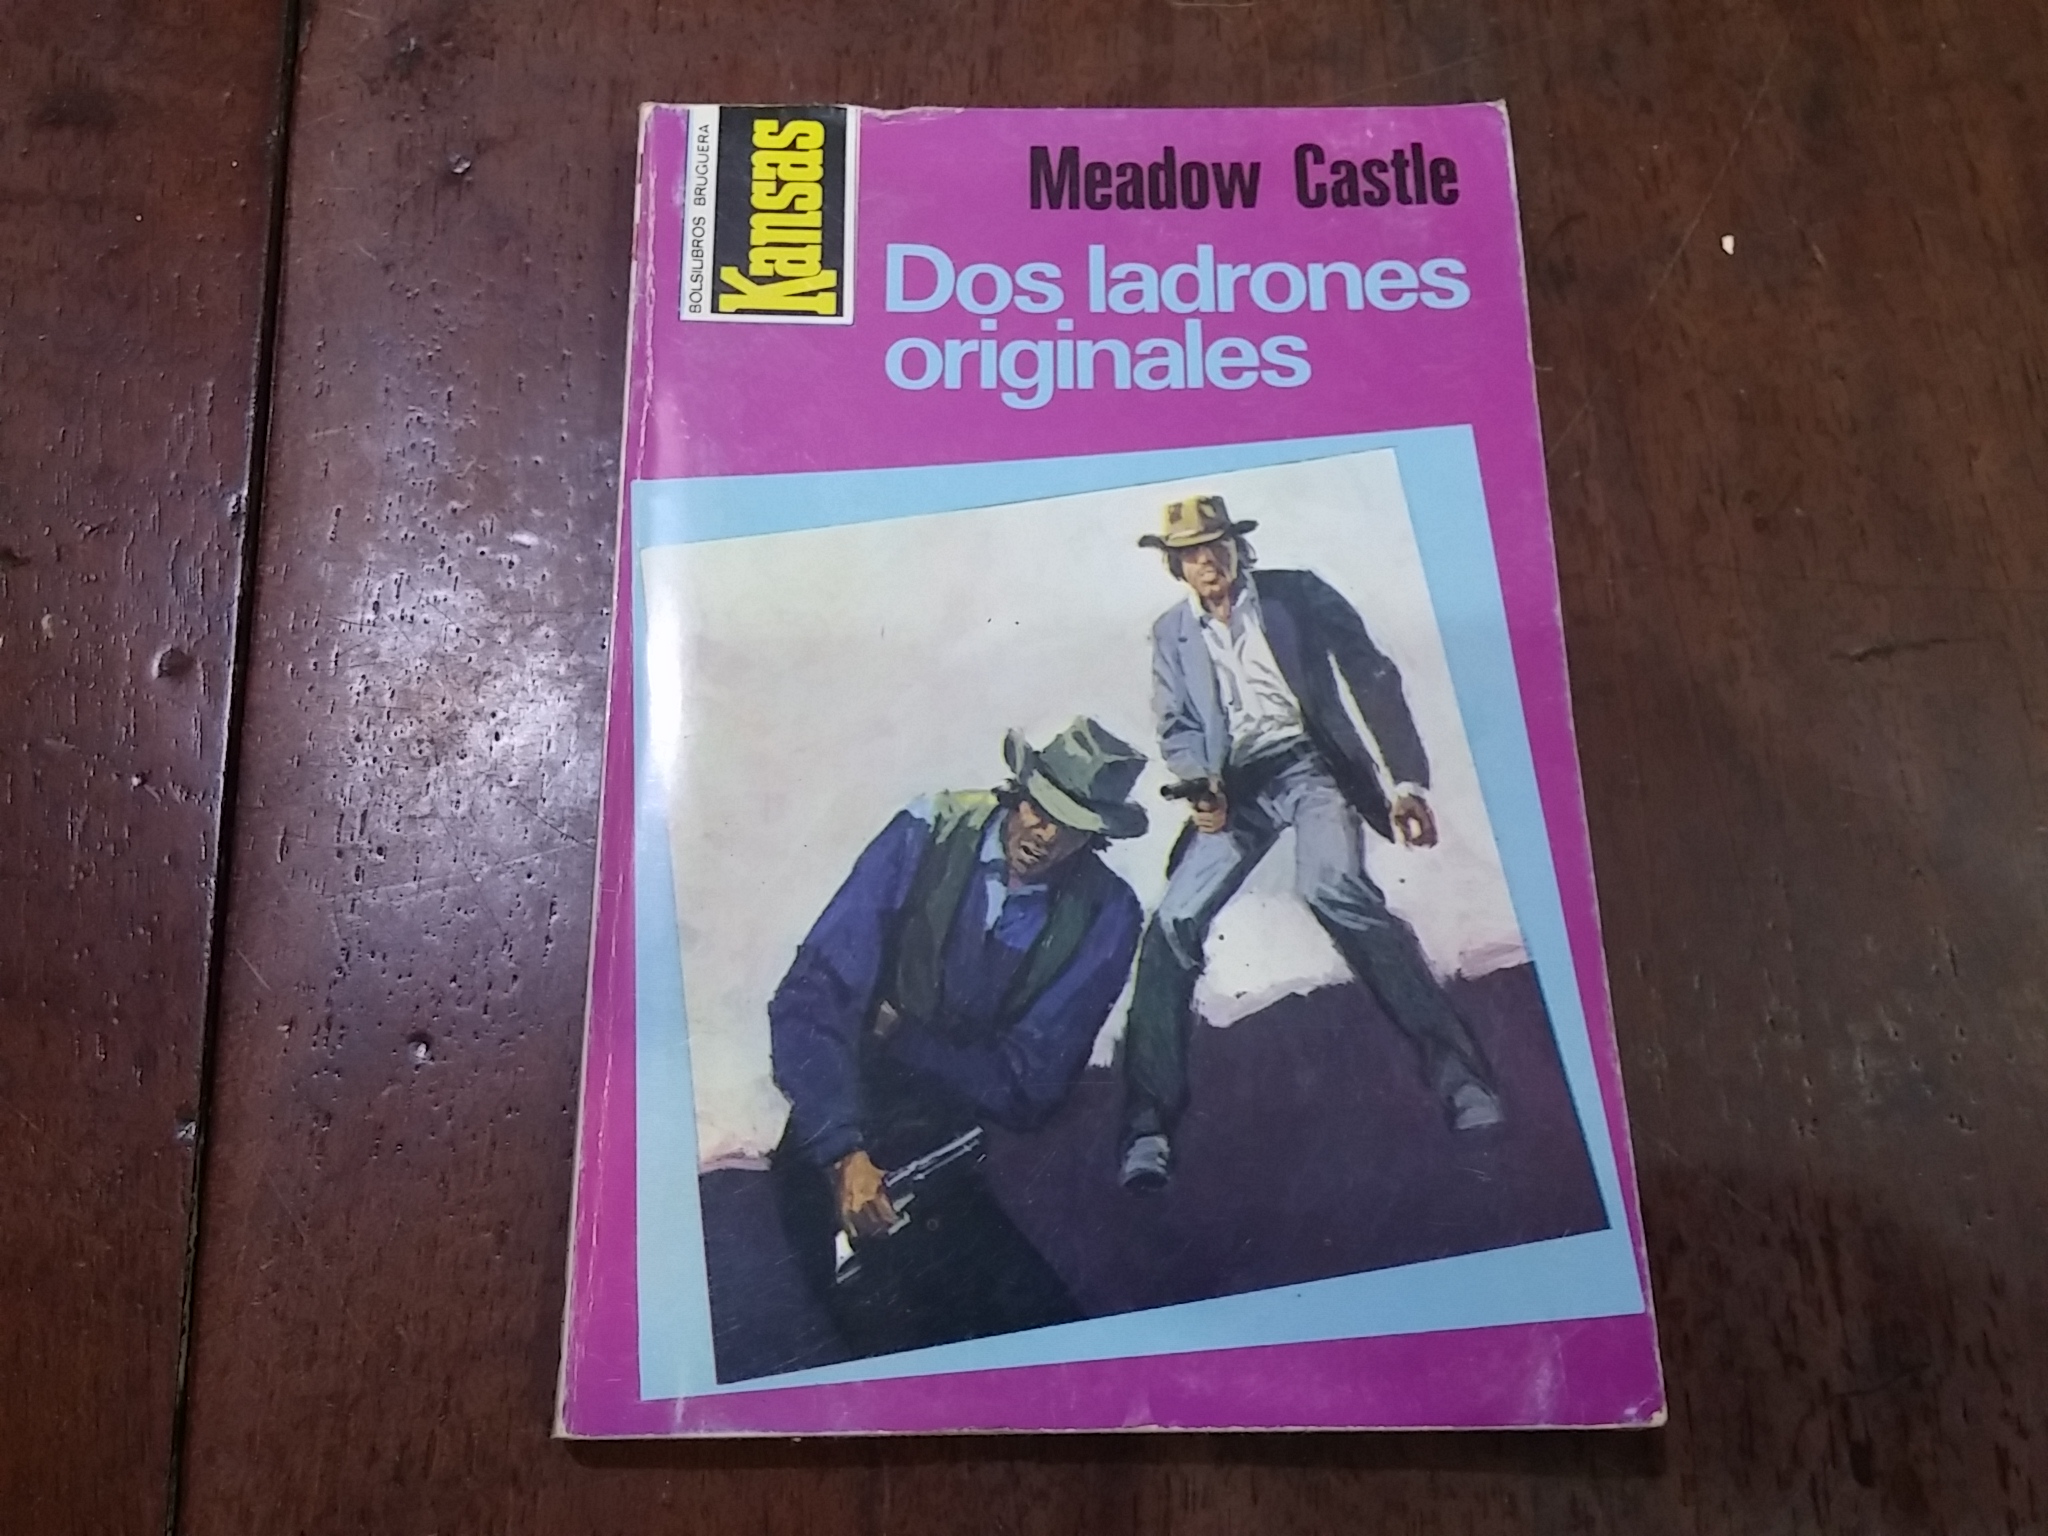 BOLSILIBROS BRUGUERA
Kansas
Meadow Castle
Dos ladrones
originales